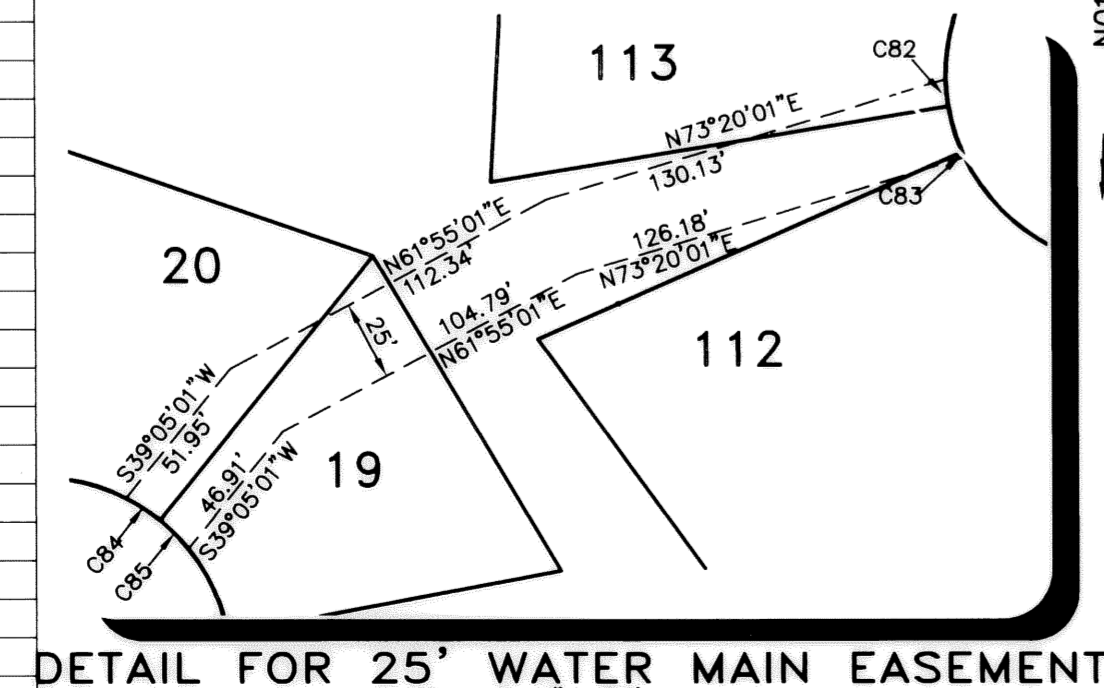 113
C82
N73°20'01"E
130.13'
C83
N61°55'01"E
112.34'
126.18'
N73°20'01"E
20
104.79'
N61°55'01"E
25'
112
S39°05'01"W
51.95'
46.91'
S39°05'01"W
19
C84
C85
DETAIL FOR 25' WATER MAIN EASEMENT